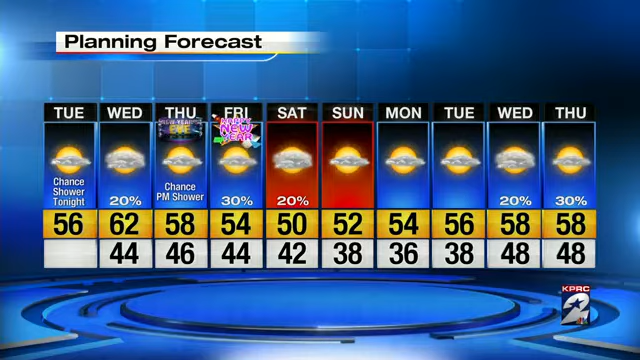 Planning Forecast
TUE WED THU FRI SAT SUN MON TUE WED THU
NEW YEAR'S
EVE
HAPPY
NEW
YEAR
Chance
Shower
Tonight
20%
Chance
PM Shower
30%
20%
20%
30%
56 62 58 54 50 52 54 56 58 58
44 46 44 42 38 36 38 48 48
KPRC
2